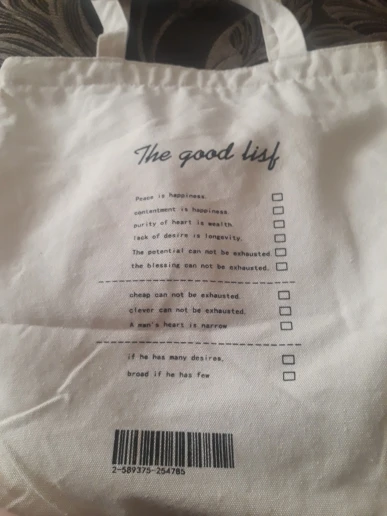 The good list
Peace is happiness.
contentment is happiness.
purity of heart is wealth.
lack of desire is longevity.
The potential can not be exhausted
the blessing can not be exhausted.
cheap can not be exhausted.
clever can not be exhausted.
A man's heart is narrow
if he has many desires,
broad if he has few
2-589375-254785